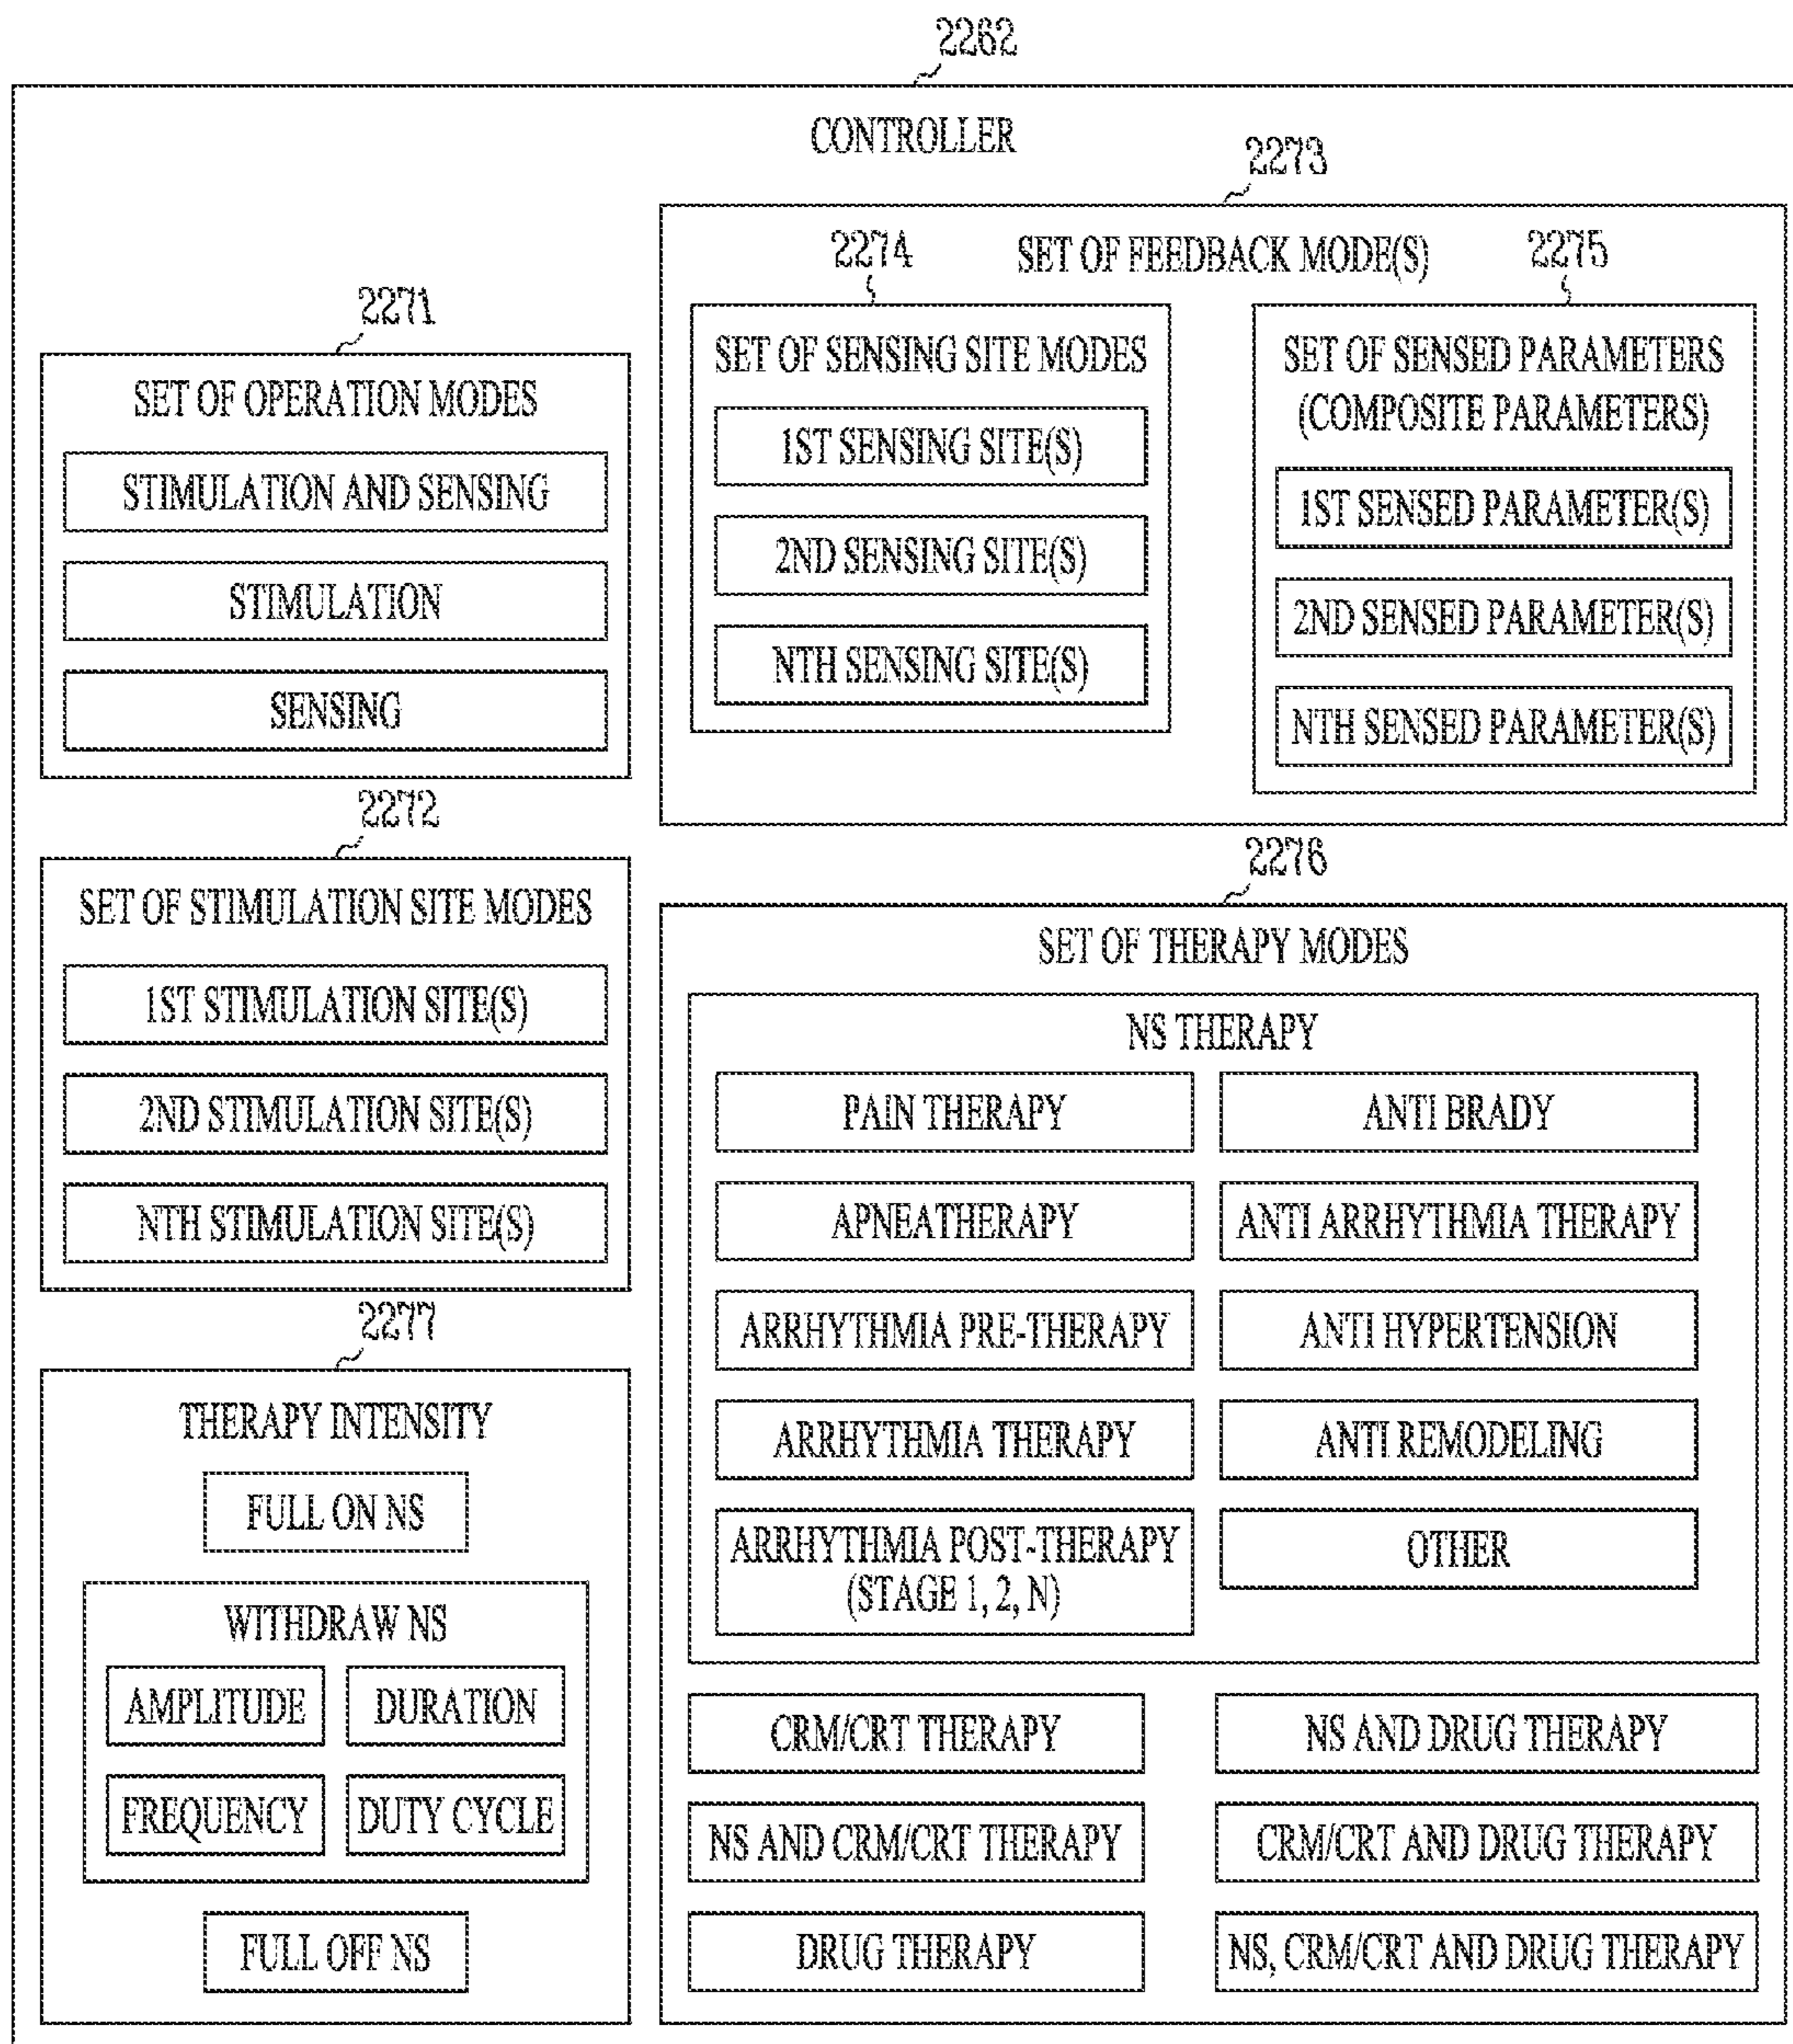 2262
CONTROLLER
2271
SET OF OPERATION MODES
STIMULATION AND SENSING
STIMULATION
SENSING
2272
SET OF STIMULATION SITE MODES
1ST STIMULATION SITE(S)
2ND STIMULATION SITE(S)
NTH STIMULATION SITE(S)
2277
THERAPY INTENSITY
FULL ON NS
WITHDRAW NS
AMPLITUDE
DURATION
FREQUENCY
DUTY CYCLE
FULL OFF NS
2273
SET OF FEEDBACK MODE(S)
2274
SET OF SENSING SITE MODES
1ST SENSING SITE(S)
2ND SENSING SITE(S)
NTH SENSING SITE(S)
2275
SET OF SENSED PARAMETERS
(COMPOSITE PARAMETERS)
1ST SENSED PARAMETER(S)
2ND SENSED PARAMETER(S)
NTH SENSED PARAMETER(S)
2276
SET OF THERAPY MODES
NS THERAPY
PAIN THERAPY
ANTI BRADY
APNEATHERAPY
ANTI ARRHYTHMIA THERAPY
ARRHYTHMIA PRE-THERAPY
ANTI HYPERTENSION
ARRHYTHMIA THERAPY
ANTI REMODELING
ARRHYTHMIA POST-THERAPY
(STAGE 1, 2, N)
OTHER
CRM/CRT THERAPY
NS AND DRUG THERAPY
NS AND CRM/CRT THERAPY
CRM/CRT AND DRUG THERAPY
DRUG THERAPY
NS, CRM/CRT AND DRUG THERAPY